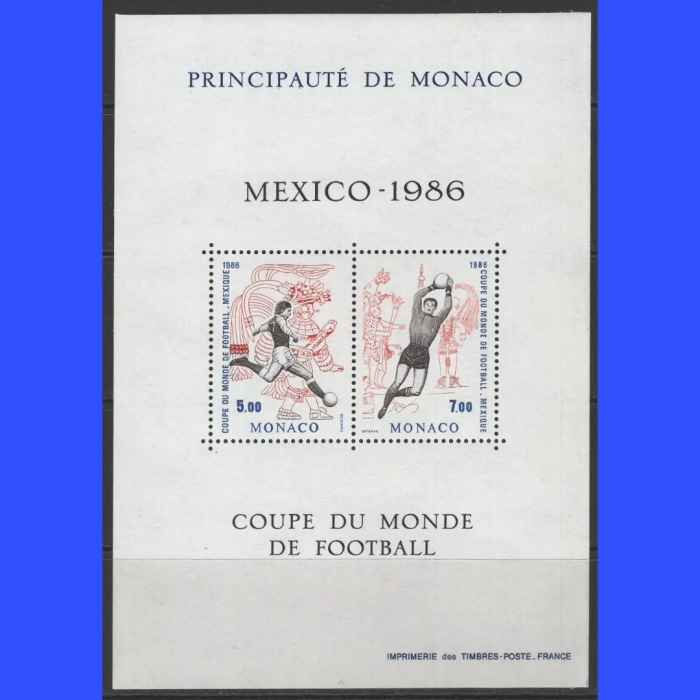 PRINCIPAUTÉ DE MONACO
MEXICO - 1986
1986
COUPE DU MONDE DE FOOTBALL - MEXIQUE
5.00
MONACO
1986
COUPE DU MONDE DE FOOTBALL - MEXIQUE
7.00
MONACO
COUPE DU MONDE
DE FOOTBALL
IMPRIMERIE des TIMBRES-POSTE - FRANCE